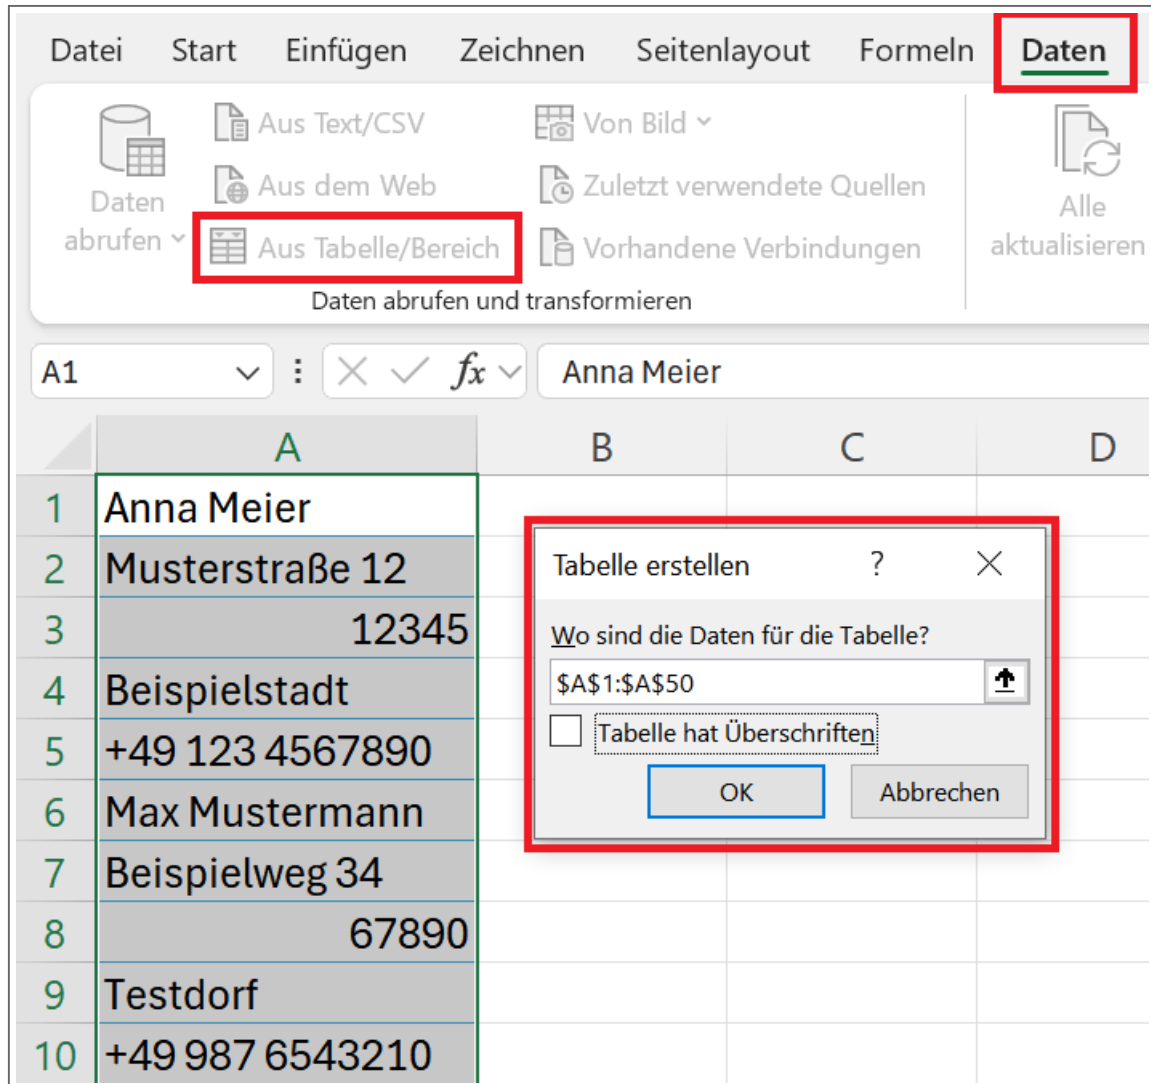 Datei Start Einfügen Zeichnen Seitenlayout Formeln Daten
Aus Text/CSV Von Bild
Aus dem Web Zuletzt verwendete Quellen
Daten abrufen Aus Tabelle/Bereich Vorhandene Verbindungen Alle aktualisieren
Daten abrufen und transformieren
A1 fx Anna Meier
A B C D
1 Anna Meier
2 Musterstraße 12
3 12345
4 Beispielstadt
5 +49 123 4567890
6 Max Mustermann
7 Beispielweg 34
8 67890
9 Testdorf
10 +49 987 6543210
Tabelle erstellen ?
Wo sind die Daten für die Tabelle?
$A$1:$A$50
Tabelle hat Überschriften
OK Abbrechen